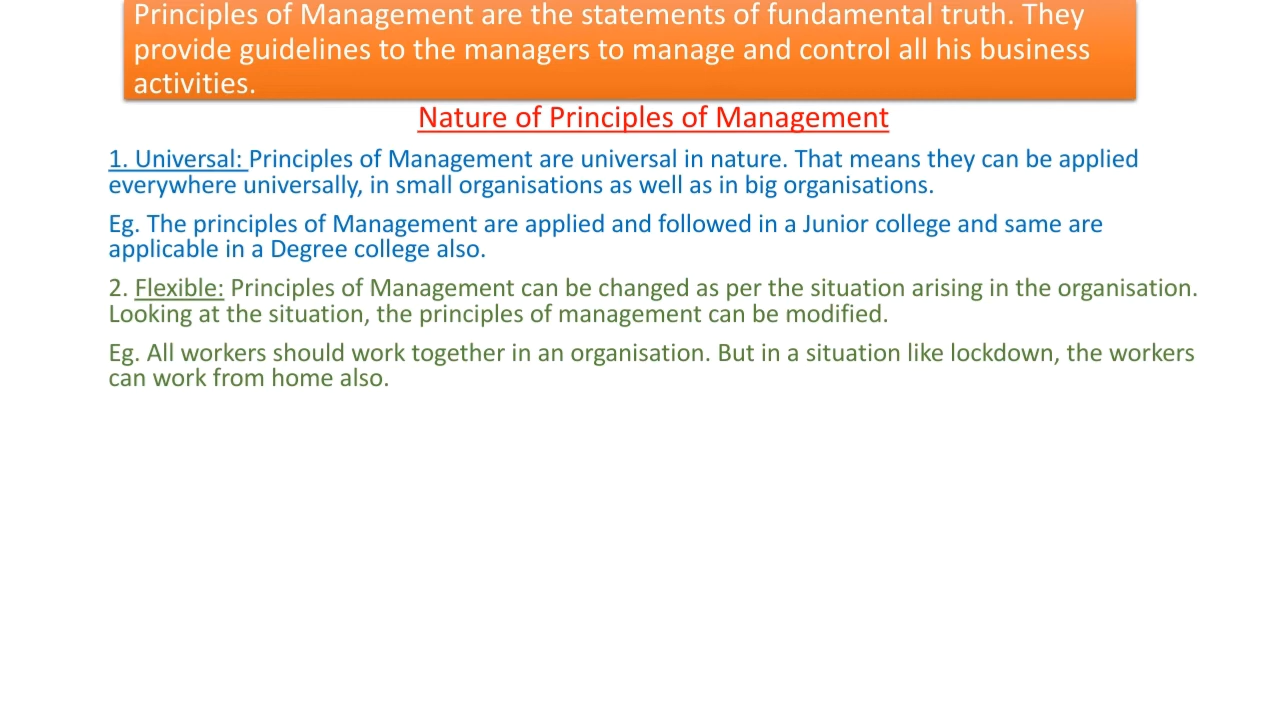 Principles of Management are the statements of fundamental truth. They
provide guidelines to the managers to manage and control all his business
activities.
Nature of Principles of Management
1. Universal: Principles of Management are universal in nature. That means they can be applied
everywhere universally, in small organisations as well as in big organisations.
Eg. The principles of Management are applied and followed in a Junior college and same are
applicable in a Degree college also.
2. Flexible: Principles of Management can be changed as per the situation arising in the organisation.
Looking at the situation, the principles of management can be modified.
Eg. All workers should work together in an organisation. But in a situation like lockdown, the workers
can work from home also.